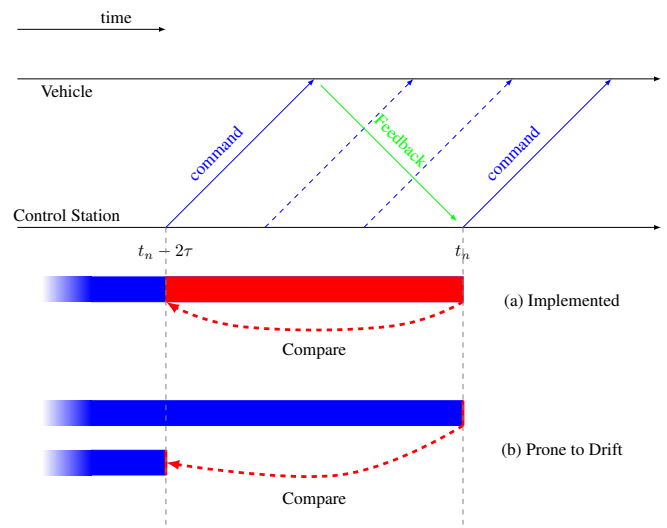 time
Vehicle
command
Feedback
command
Control Station
t_n − 2τ
t_n
(a) Implemented
Compare
(b) Prone to Drift
Compare